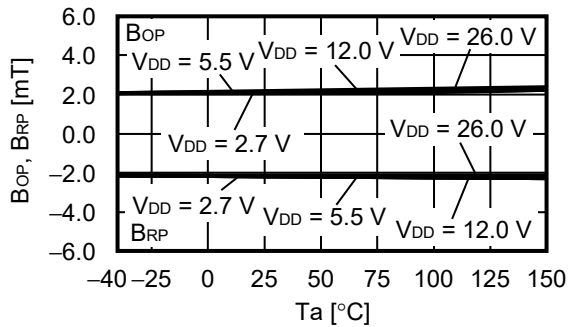 6.0
BOP
VDD = 12.0 V
VDD = 26.0 V
4.0
VDD = 5.5 V
2.0
0.0
VDD = 2.7 V
VDD = 26.0 V
−2.0
VDD = 2.7 V
VDD = 5.5 V
−4.0
VDD = 12.0 V
BRP
−6.0
BOP, BRP [mT]
−40 −25 0 25 50 75 100 125 150
Ta [°C]